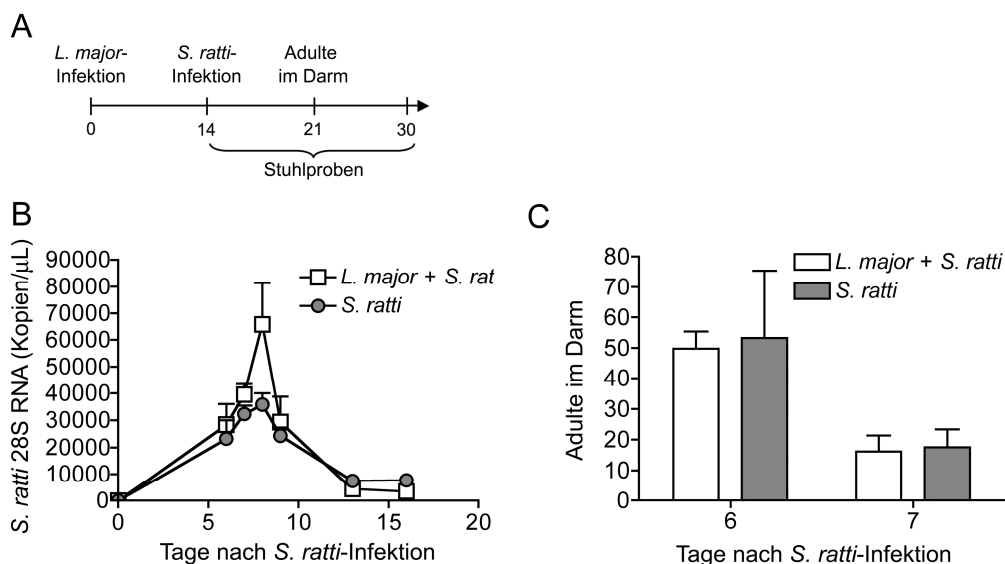 A
L. major-
Infektion
S. ratti-
Infektion
Adulte
im Darm
0
14
21
30
Stuhlproben
B
S. ratti 28S RNA (Kopien/µL)
90000
80000
70000
60000
50000
40000
30000
20000
10000
0
L. major + S. rat
S. ratti
0
5
10
15
20
Tage nach S. ratti-Infektion
C
Adulte im Darm
80
70
60
50
40
30
20
10
0
L. major + S. ratti
S. ratti
6
7
Tage nach S. ratti-Infektion